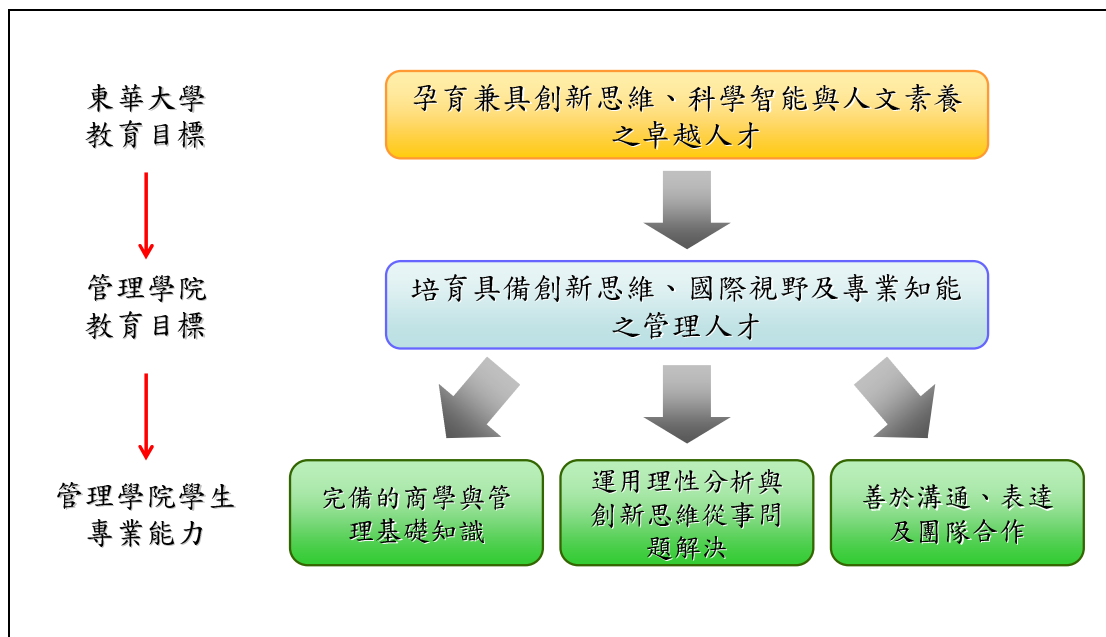 東華大學
教育目標
孕育兼具創新思維、科學智能與人文素養
之卓越人才
管理學院
教育目標
培育具備創新思維、國際視野及專業知能
之管理人才
管理學院學生
專業能力
完備的商學與管
理基礎知識
運用理性分析與
創新思維從事問
題解決
善於溝通、表達
及團隊合作